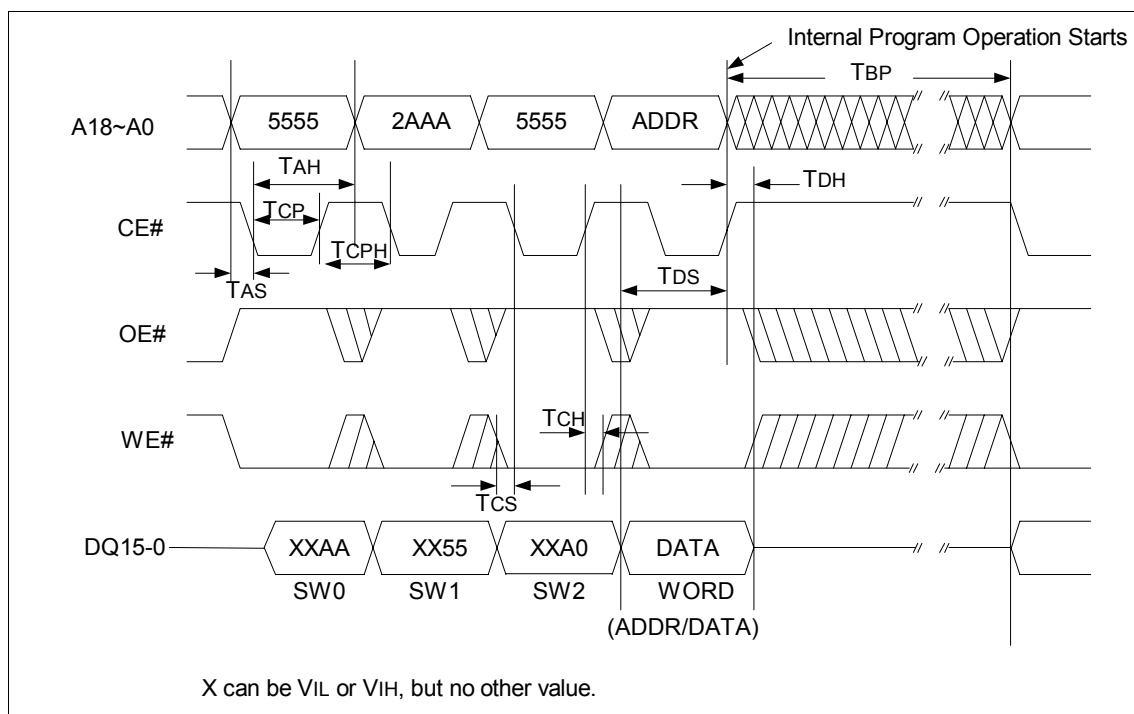 Internal Program Operation Starts
TBP
A18~A0
5555
2AAA
5555
ADDR
TAH
TDH
TCP
CE#
TCPH
TDS
TAS
OE#
TCH
WE#
TCS
DQ15-0
XXAA
XX55
XXA0
DATA
SW0
SW1
SW2
WORD
(ADDR/DATA)
X can be VIL or VIH, but no other value.